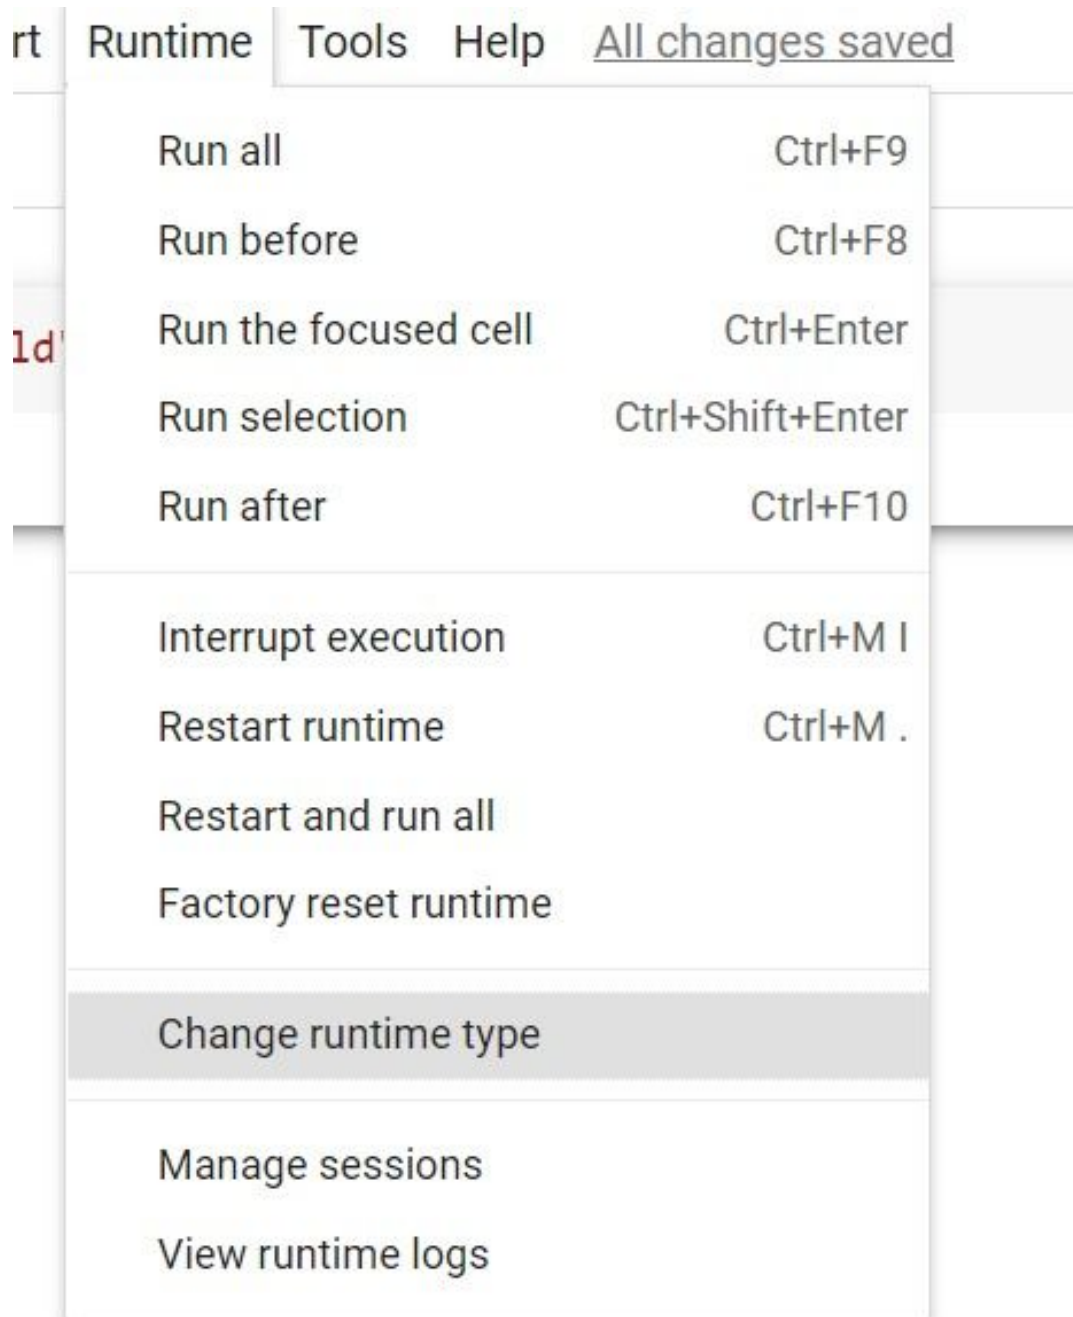 rt Runtime Tools Help All changes saved
Run all Ctrl+F9
Run before Ctrl+F8
Run the focused cell Ctrl+Enter
ld'
Run selection Ctrl+Shift+Enter
Run after Ctrl+F10
Interrupt execution Ctrl+M I
Restart runtime Ctrl+M .
Restart and run all
Factory reset runtime
Change runtime type
Manage sessions
View runtime logs